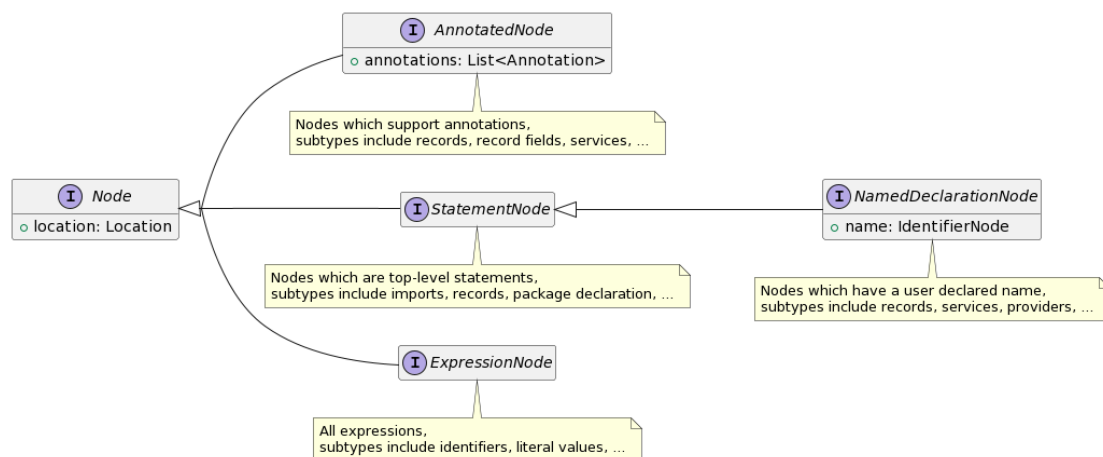 I AnnotatedNode
annotations: List<Annotation>
Nodes which support annotations,
subtypes include records, record fields, services, ...
I Node
location: Location
I StatementNode
Nodes which are top-level statements,
subtypes include imports, records, package declaration, ...
I NamedDeclarationNode
name: IdentifierNode
Nodes which have a user declared name,
subtypes include records, services, providers, ...
I ExpressionNode
All expressions,
subtypes include identifiers, literal values, ...